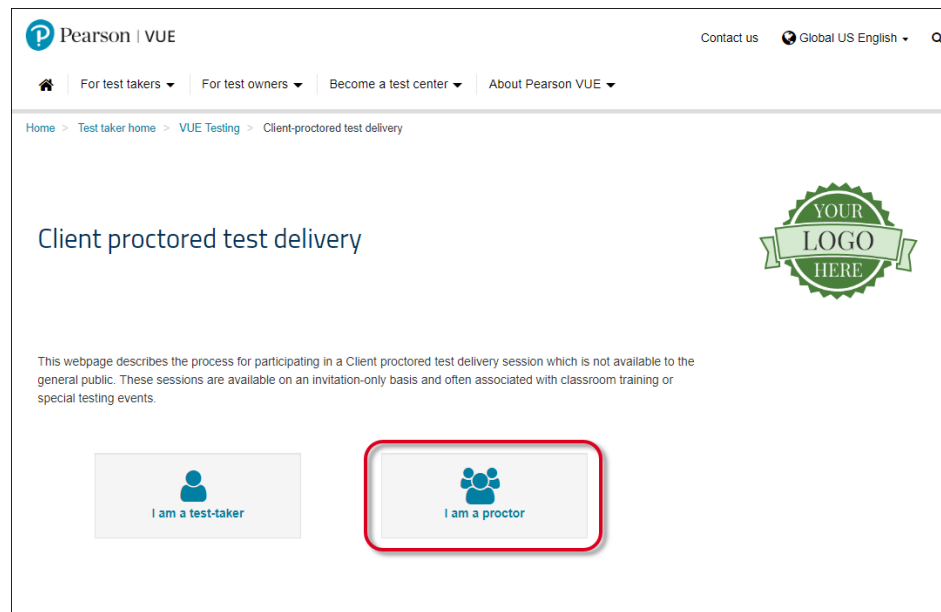 Pearson | VUE
Contact us
Global US English
For test takers
For test owners
Become a test center
About Pearson VUE
Home > Test taker home > VUE Testing > Client-proctored test delivery
Client proctored test delivery
YOUR
LOGO
HERE
This webpage describes the process for participating in a Client proctored test delivery session which is not available to the
general public. These sessions are available on an invitation-only basis and often associated with classroom training or
special testing events.
I am a test-taker
I am a proctor